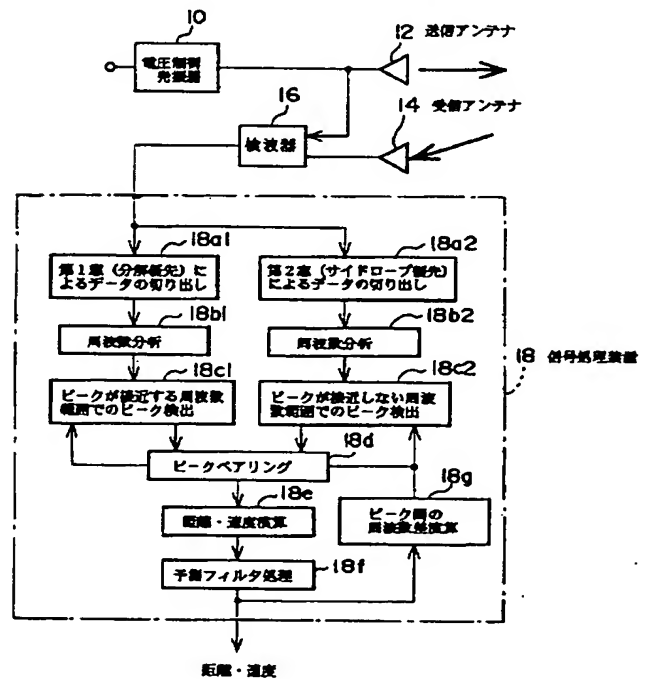 10
電圧制御
発振器
12 送信アンテナ
16
検波器
14 受信アンテナ
18a1
第1窓（分解優先）に
よるデータの切り出し
18a2
第2窓（サイドローブ優先）
によるデータの切り出し
18b1
周波数分析
18b2
周波数分析
18c1
ピークが接近する周波数
範囲でのピーク検出
18c2
ピークが接近しない周波
数範囲でのピーク検出
18 信号処理装置
18d
ピークペアリング
18e
距離・速度演算
18g
ピーク間の
周波数差演算
18f
予測フィルタ処理
距離・速度